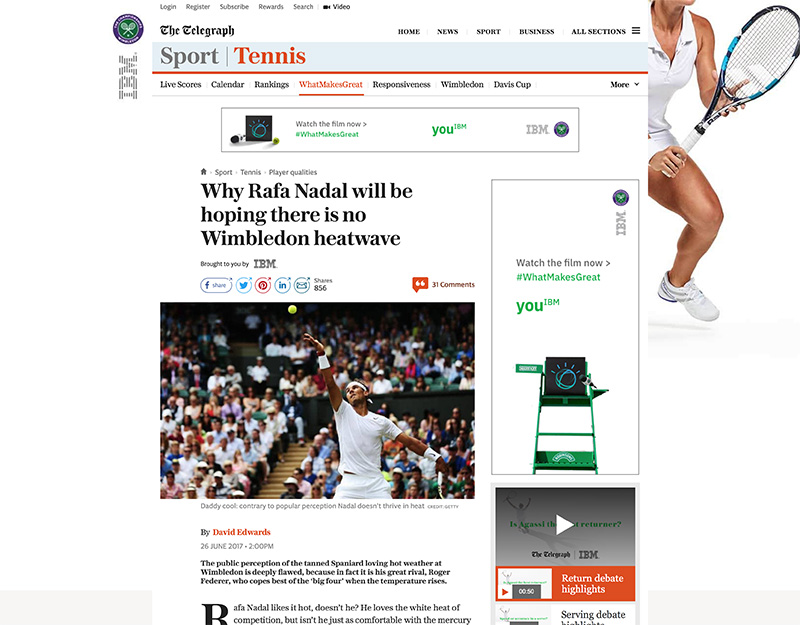 Login Register Subscribe Rewards Search Video
The Telegraph
HOME NEWS SPORT BUSINESS ALL SECTIONS
IBM
Sport | Tennis
Live Scores Calendar Rankings WhatMakesGreat Responsiveness Wimbledon Davis Cup More
Watch the film now >
#WhatMakesGreat
youIBM
IBM
Sport Tennis Player qualities
Why Rafa Nadal will be
hoping there is no
Wimbledon heatwave
Brought to you by IBM
share
Shares
856
31 Comments
Daddy cool: contrary to popular perception Nadal doesn't thrive in heat CREDIT: GETTY
By David Edwards
26 JUNE 2017 • 2:00PM
The public perception of the tanned Spaniard loving hot weather at
Wimbledon is deeply flawed, because in fact it is his great rival, Roger
Federer, who copes best of the 'big four' when the temperature rises.
Rafa Nadal likes it hot, doesn't he? He loves the white heat of
competition, but isn't he just as comfortable with the mercury
IBM
Watch the film now >
#WhatMakesGreat
youIBM
The Telegraph IBM
Return debate
highlights
00:50
Serving debate
highlights